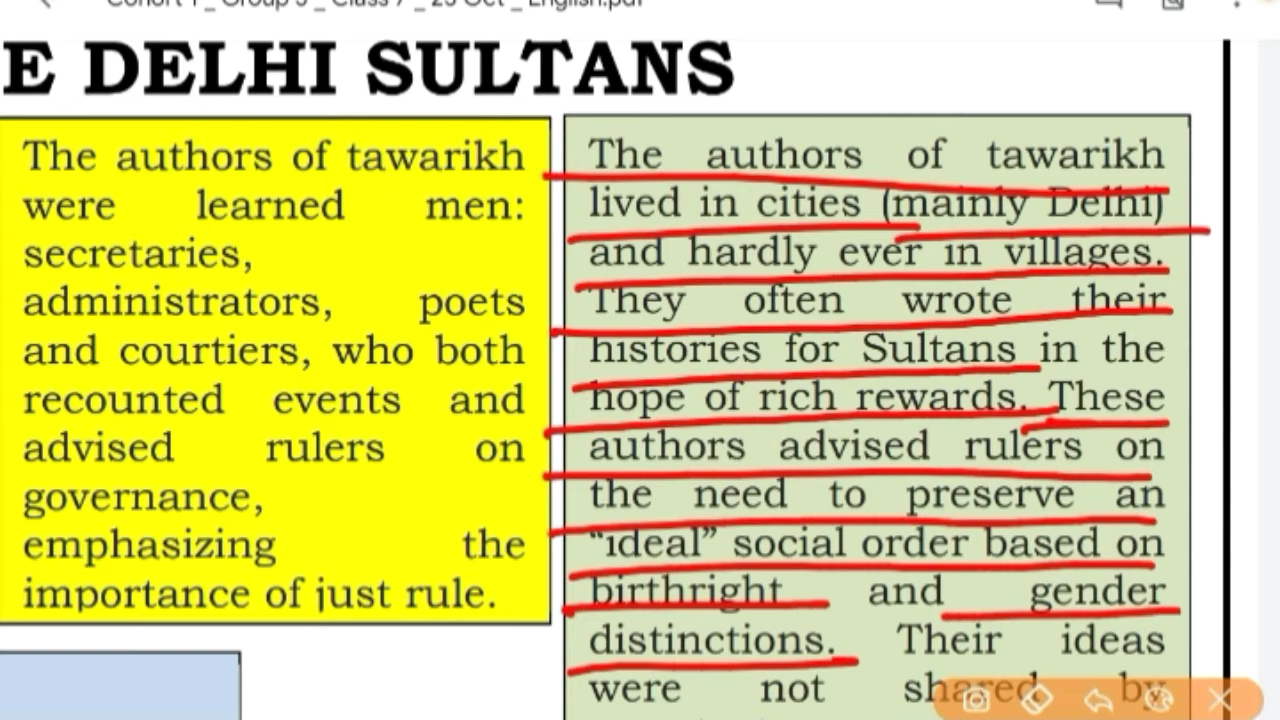 E DELHI SULTANS
The authors of tawarikh
were learned men:
secretaries,
administrators, poets
and courtiers, who both
recounted events and
advised rulers on
governance,
emphasizing the
importance of just rule.
The authors of tawarikh
lived in cities (mainly Delhi)
and hardly ever in villages.
They often wrote their
histories for Sultans in the
hope of rich rewards. These
authors advised rulers on
the need to preserve an
“ideal” social order based on
birthright and gender
distinctions. Their ideas
were not shared by